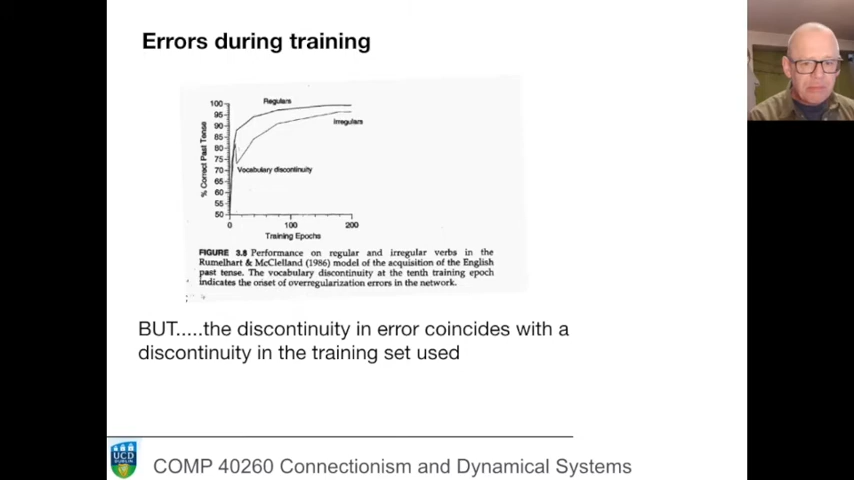 Errors during training
100
95
90
85
80
75
70
65
60
55
50
% Correct Past Tense
Regulars
Irregulars
Vocabulary discontinuity
0 100 200
Training Epochs
FIGURE 3.8 Performance on regular and irregular verbs in the
Rumelhart & McClelland (1986) model of the acquisition of the English
past tense. The vocabulary discontinuity at the tenth training epoch
indicates the onset of overregularization errors in the network.
BUT.....the discontinuity in error coincides with a
discontinuity in the training set used
UCD
DUBLIN
COMP 40260 Connectionism and Dynamical Systems